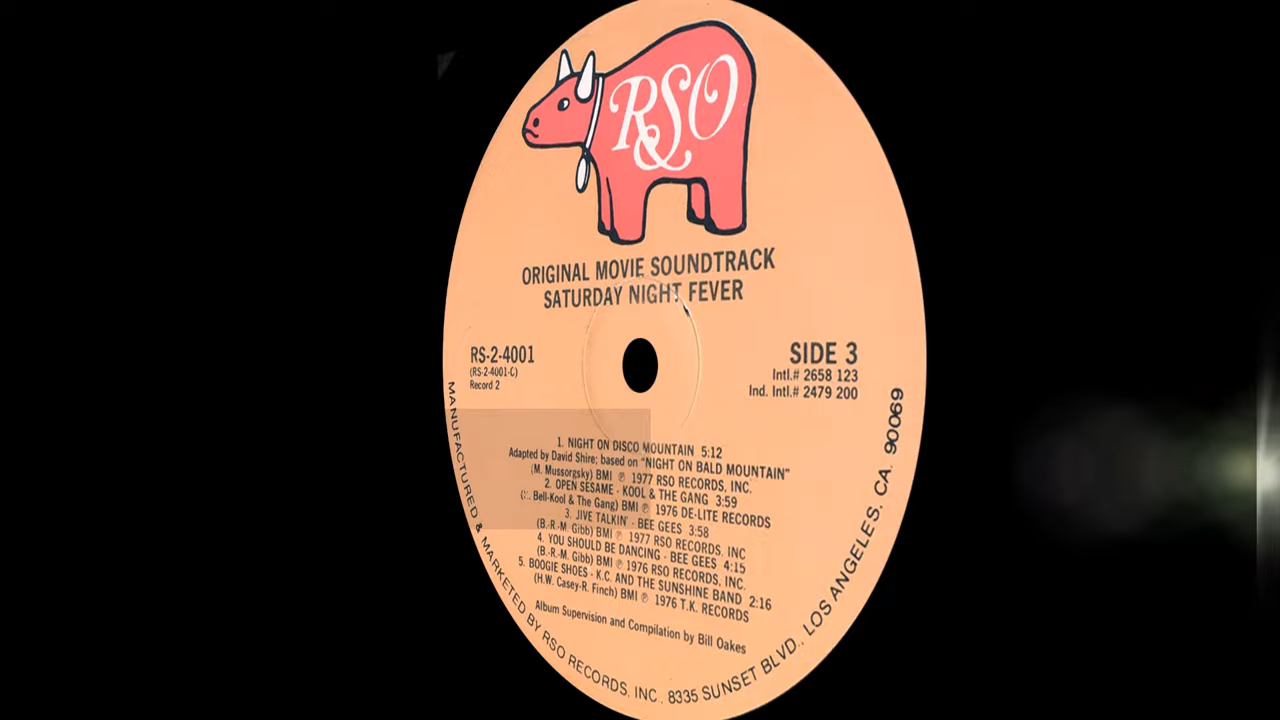 RSO
ORIGINAL MOVIE SOUNDTRACK
SATURDAY NIGHT FEVER
RS-2-4001
(RS-2-4001-C)
Record 2
SIDE 3
Intl.# 2658 123
Ind. Intl.# 2479 200
1. NIGHT ON DISCO MOUNTAIN 5:12
Adapted by David Shire; based on "NIGHT ON BALD MOUNTAIN"
(M. Mussorgsky) BMI ℗ 1977 RSO RECORDS, INC.
2. OPEN SESAME - KOOL & THE GANG 3:59
Bell-Kool & The Gang) BMI ℗ 1976 DE-LITE RECORDS
3. JIVE TALKIN' - BEE GEES 3:58
(B.-R.-M. Gibb) BMI ℗ 1977 RSO RECORDS, INC
4. YOU SHOULD BE DANCING - BEE GEES 4:15
(B.-R.-M. Gibb) BMI ℗ 1976 RSO RECORDS, INC.
5. BOOGIE SHOES - K.C. AND THE SUNSHINE BAND 2:16
(H.W. Casey-R. Finch) BMI ℗ 1976 T.K. RECORDS
Album Supervision and Compilation by Bill Oakes
MANUFACTURED & MARKETED BY RSO RECORDS, INC., 8335 SUNSET BLVD., LOS ANGELES, CA. 90069